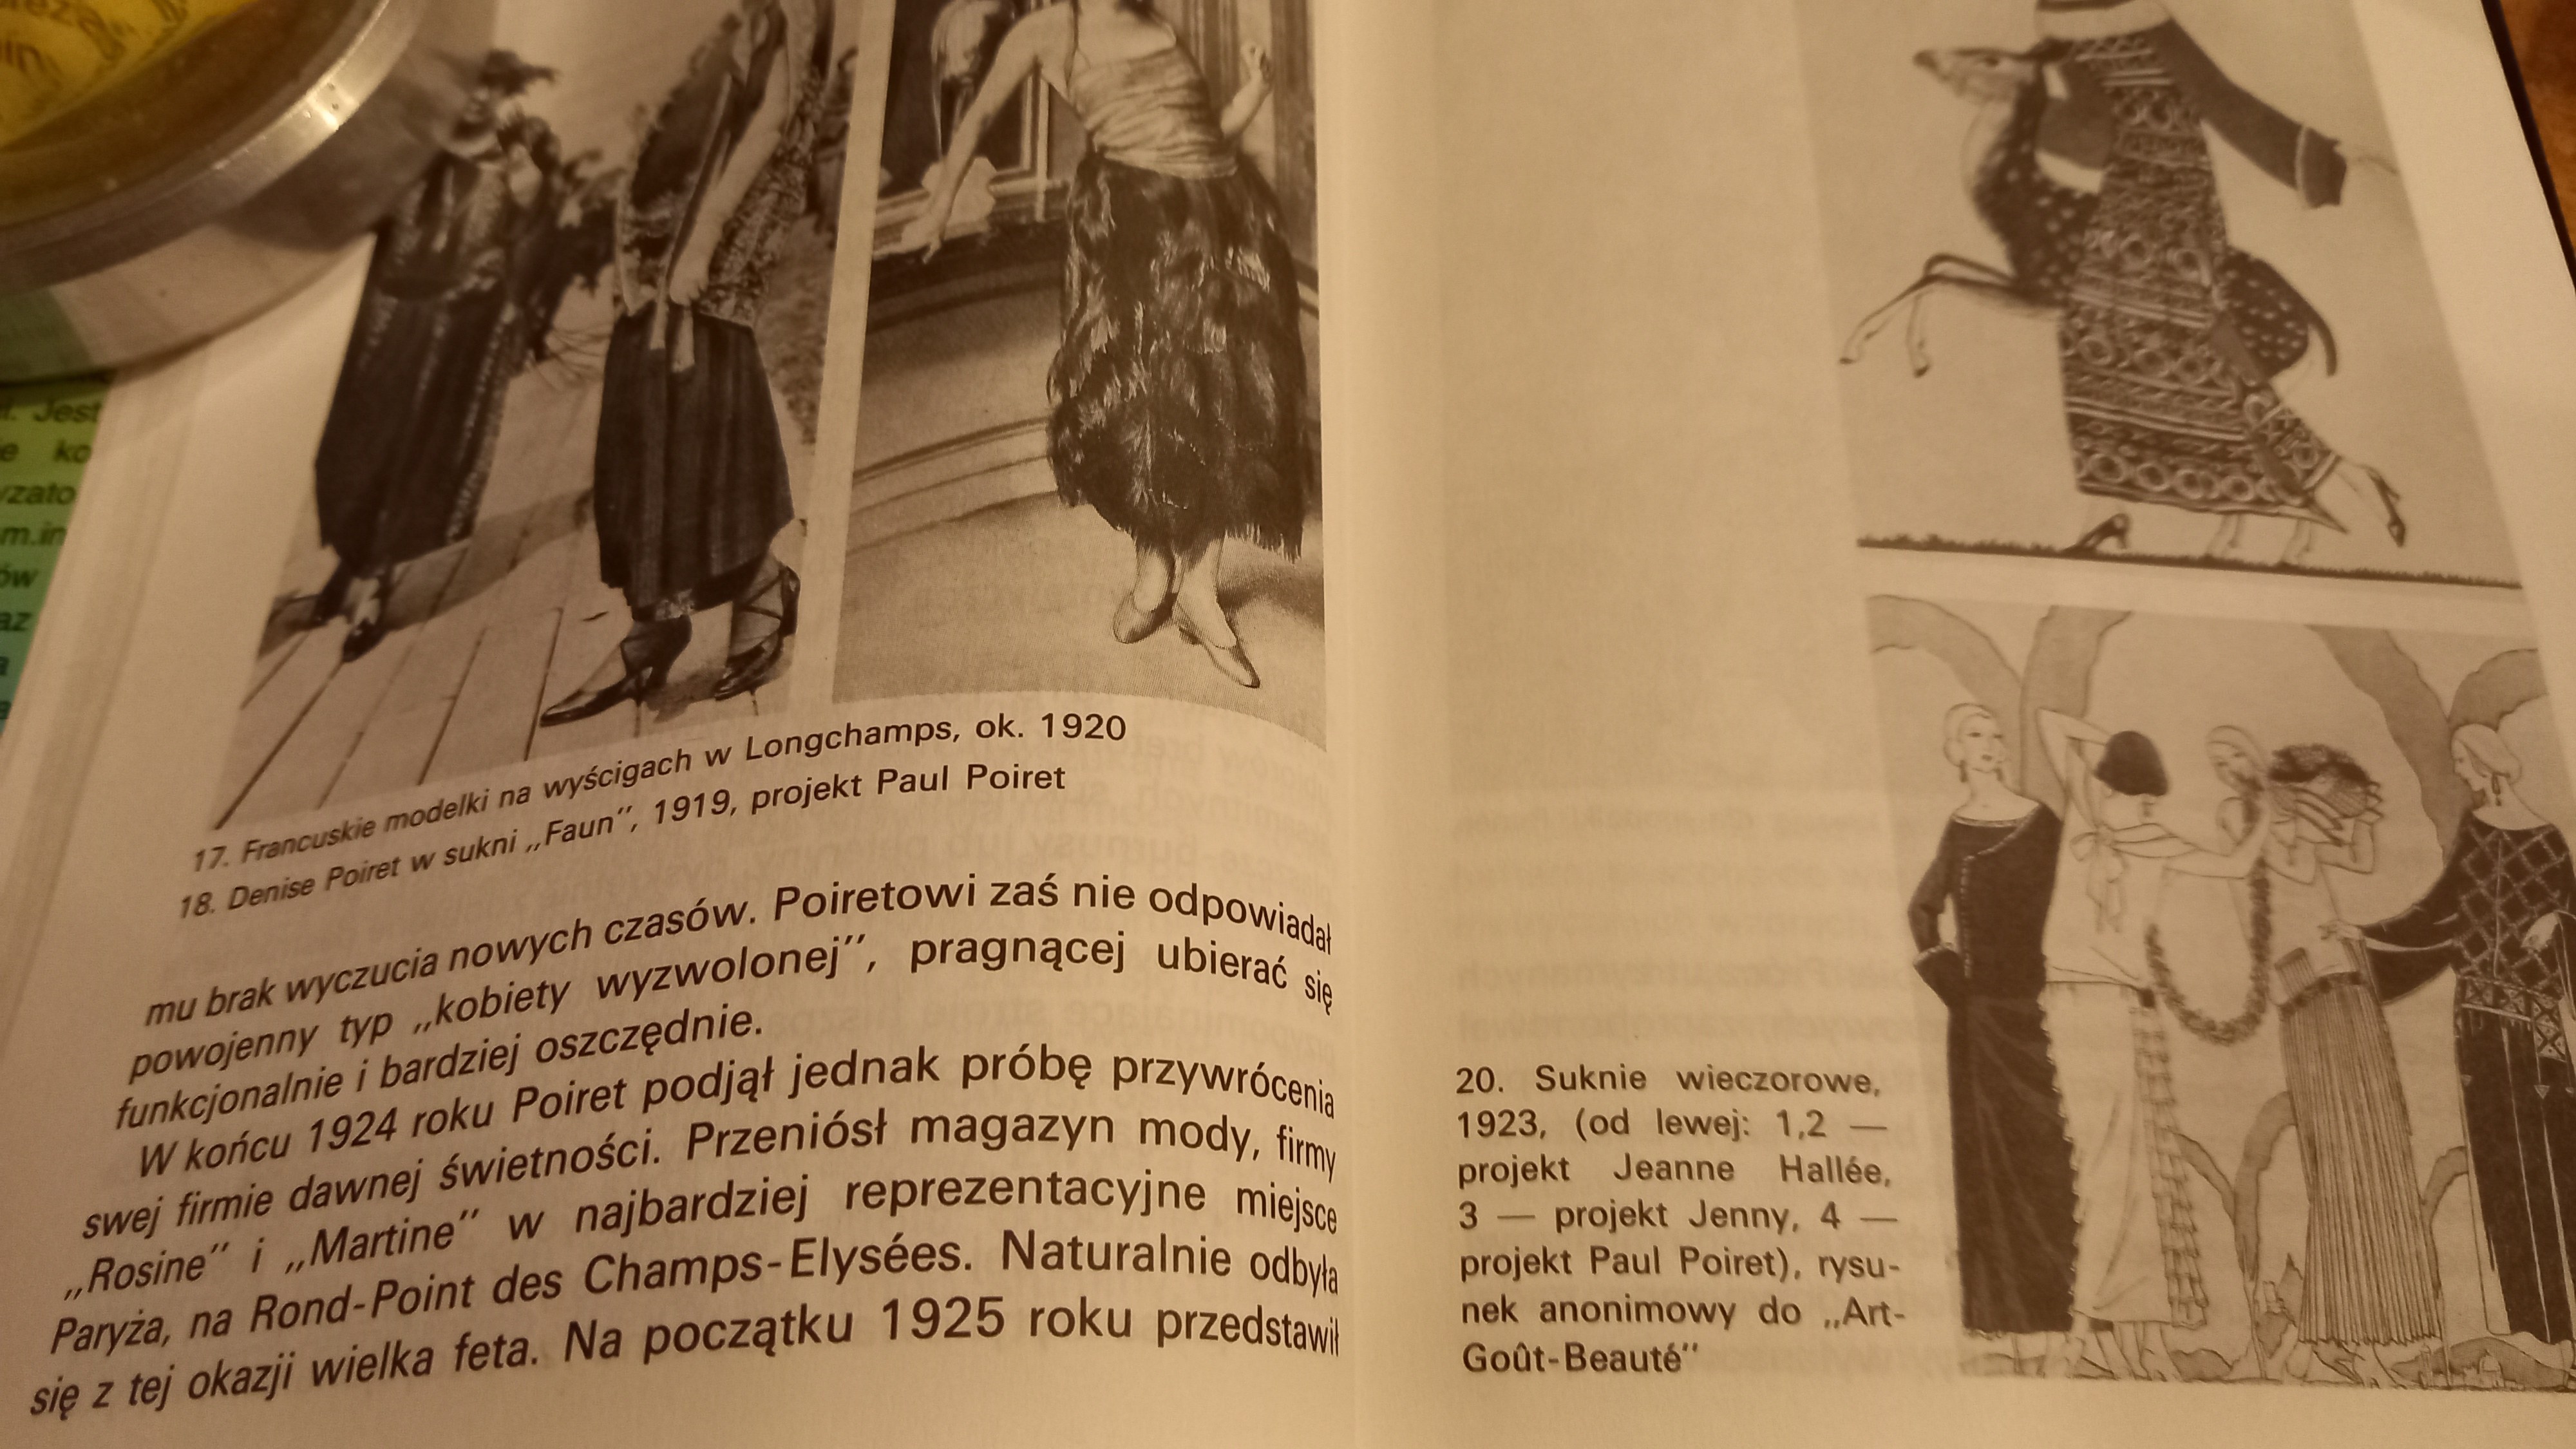 Jest
17. Francuskie modelki na wyścigach w Longchamps, ok. 1920
18. Denise Poiret w sukni „Faun”, 1919, projekt Paul Poiret
mu brak wyczucia nowych czasów. Poiretowi zaś nie odpowiadał
powojenny typ „kobiety wyzwolonej”, pragnącej ubierać się
funkcjonalnie i bardziej oszczędnie.
W końcu 1924 roku Poiret podjął jednak próbę przywrócenia
swej firmie dawnej świetności. Przeniósł magazyn mody, firmy
„Rosine” i „Martine” w najbardziej reprezentacyjne miejsce
Paryża, na Rond-Point des Champs-Elysées. Naturalnie odbyła
się z tej okazji wielka feta. Na początku 1925 roku przedstawił
20. Suknie wieczorowe,
1923, (od lewej: 1,2 —
projekt Jeanne Hallée,
3 — projekt Jenny, 4 —
projekt Paul Poiret), rysu-
nek anonimowy do „Art-
Goût-Beauté”